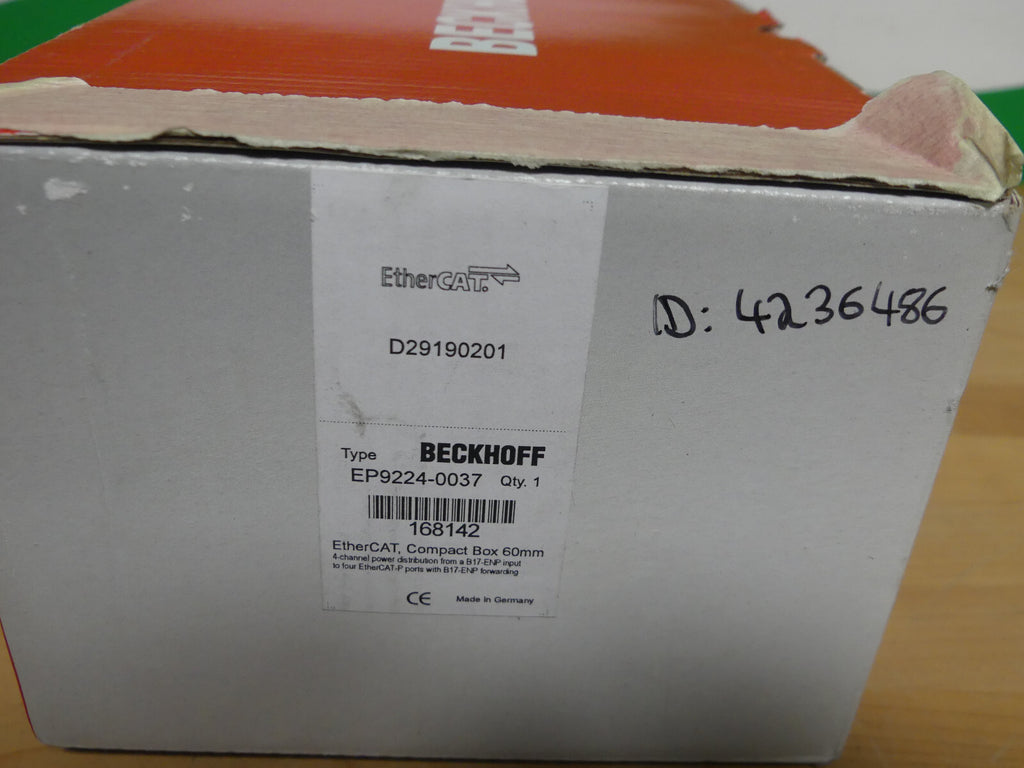 EtherCAT.
D29190201
ID: 4236486
Type BECKHOFF
EP9224-0037 Qty. 1
168142
EtherCAT, Compact Box 60mm
4-channel power distribution from a B17-ENP input
to four EtherCAT-P ports with B17-ENP forwarding
CE Made in Germany